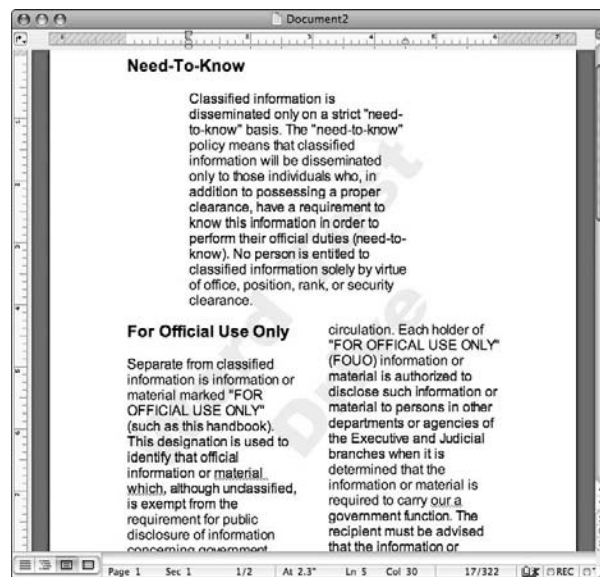 Document2
Need-To-Know
Classified information is
disseminated only on a strict "need-
to-know" basis. The "need-to-know"
policy means that classified
information will be disseminated
only to those individuals who, in
addition to possessing a proper
clearance, have a requirement to
know this information in order to
perform their official duties (need-to-
know). No person is entitled to
classified information solely by virtue
of office, position, rank, or security
clearance.
For Official Use Only
Separate from classified
information is information or
material marked "FOR
OFFICIAL USE ONLY"
(such as this handbook).
This designation is used to
identify that official
information or material
which, although unclassified,
is exempt from the
requirement for public
disclosure of information
concerning government
circulation. Each holder of
"FOR OFFICAL USE ONLY"
(FOUO) information or
material is authorized to
disclose such information or
material to persons in other
departments or agencies of
the Executive and Judicial
branches when it is
determined that the
information or material is
required to carry our a
government function. The
recipient must be advised
that the information or
Page 1 Sec 1 1/2 At 2.3" Ln 5 Col 30 17/322 REC